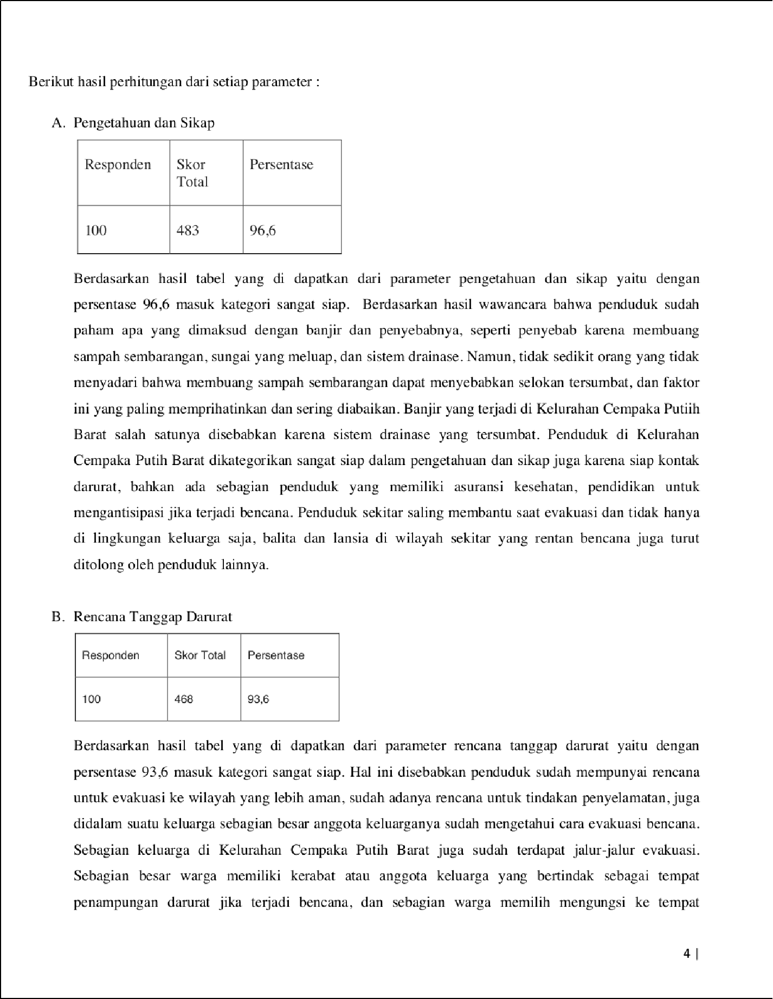 Berikut hasil perhitungan dari setiap parameter :
A. Pengetahuan dan Sikap
Responden Skor Total Persentase
100 483 96,6
Berdasarkan hasil tabel yang di dapatkan dari parameter pengetahuan dan sikap yaitu dengan
persentase 96,6 masuk kategori sangat siap. Berdasarkan hasil wawancara bahwa penduduk sudah
paham apa yang dimaksud dengan banjir dan penyebabnya, seperti penyebab karena membuang
sampah sembarangan, sungai yang meluap, dan sistem drainase. Namun, tidak sedikit orang yang tidak
menyadari bahwa membuang sampah sembarangan dapat menyebabkan selokan tersumbat, dan faktor
ini yang paling memprihatinkan dan sering diabaikan. Banjir yang terjadi di Kelurahan Cempaka Putiih
Barat salah satunya disebabkan karena sistem drainase yang tersumbat. Penduduk di Kelurahan
Cempaka Putih Barat dikategorikan sangat siap dalam pengetahuan dan sikap juga karena siap kontak
darurat, bahkan ada sebagian penduduk yang memiliki asuransi kesehatan, pendidikan untuk
mengantisipasi jika terjadi bencana. Penduduk sekitar saling membantu saat evakuasi dan tidak hanya
di lingkungan keluarga saja, balita dan lansia di wilayah sekitar yang rentan bencana juga turut
ditolong oleh penduduk lainnya.
B. Rencana Tanggap Darurat
Responden Skor Total Persentase
100 468 93,6
Berdasarkan hasil tabel yang di dapatkan dari parameter rencana tanggap darurat yaitu dengan
persentase 93,6 masuk kategori sangat siap. Hal ini disebabkan penduduk sudah mempunyai rencana
untuk evakuasi ke wilayah yang lebih aman, sudah adanya rencana untuk tindakan penyelamatan, juga
didalam suatu keluarga sebagian besar anggota keluarganya sudah mengetahui cara evakuasi bencana.
Sebagian keluarga di Kelurahan Cempaka Putih Barat juga sudah terdapat jalur-jalur evakuasi.
Sebagian besar warga memiliki kerabat atau anggota keluarga yang bertindak sebagai tempat
penampungan darurat jika terjadi bencana, dan sebagian warga memilih mengungsi ke tempat
4 |